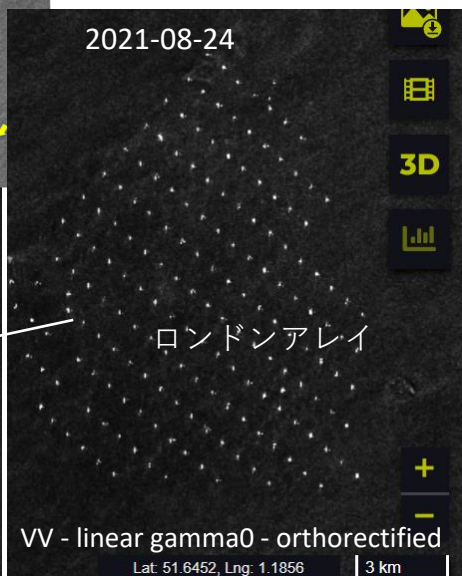 2021-08-24
3D
ロンドンアレイ
VV - linear gamma0 - orthorectified
Lat: 51.6452, Lng: 1.1856
3 km